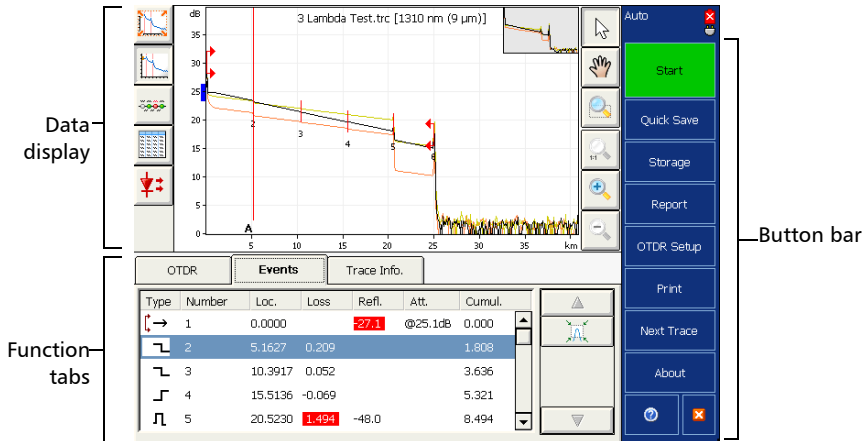 Data
display
Function
tabs
Button bar
dB
3 Lambda Test.trc [1310 nm (9 µm)]
35
30
25
20
15
10
5
0
2
3
4
5
6
A
5
10
15
20
25
30
35
km
1:1
Auto
Start
Quick Save
Storage
Report
OTDR Setup
Print
Next Trace
About
OTDR
Events
Trace Info.
Type Number Loc. Loss Refl. Att. Cumul.
1 0.0000 -27.1 @25.1dB 0.000
2 5.1627 0.209 1.808
3 10.3917 0.052 3.636
4 15.5136 -0.069 5.321
5 20.5230 1.494 -48.0 8.494